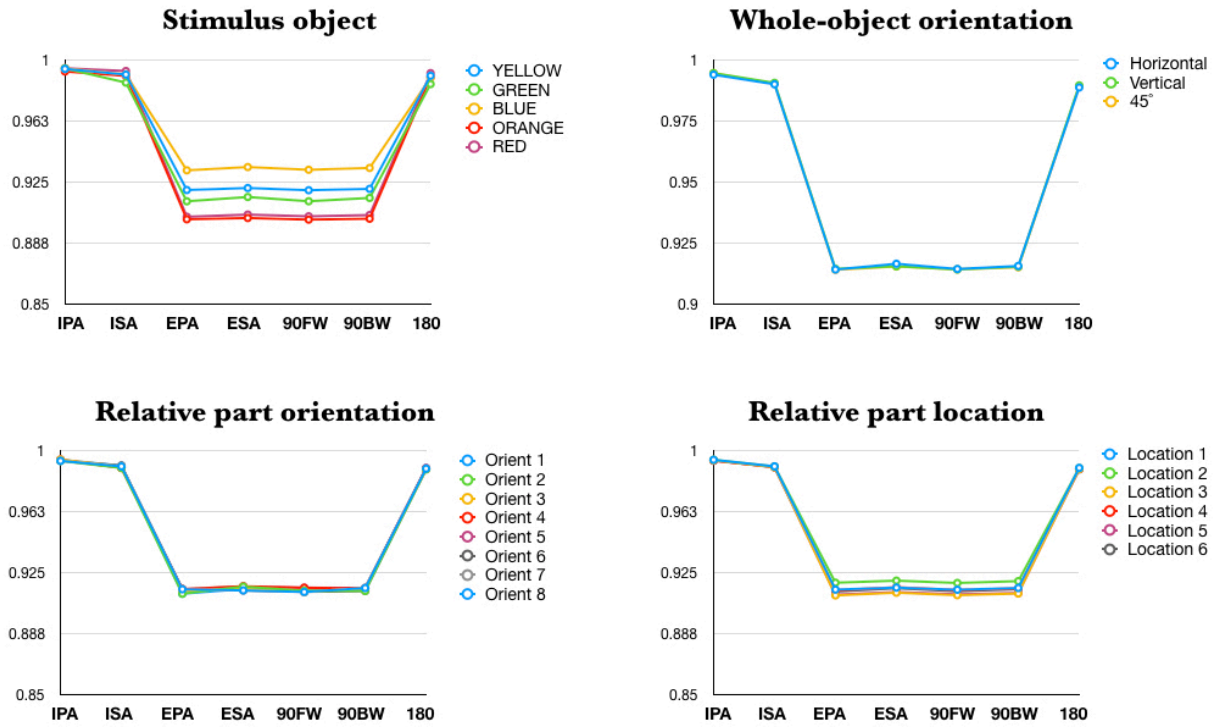 Stimulus object
1
0.963
0.925
0.888
0.85
IPA ISA EPA ESA 90FW 90BW 180
YELLOW
GREEN
BLUE
ORANGE
RED
Whole-object orientation
1
0.975
0.95
0.925
0.9
IPA ISA EPA ESA 90FW 90BW 180
Horizontal
Vertical
45°
Relative part orientation
1
0.963
0.925
0.888
0.85
IPA ISA EPA ESA 90FW 90BW 180
Orient 1
Orient 2
Orient 3
Orient 4
Orient 5
Orient 6
Orient 7
Orient 8
Relative part location
1
0.963
0.925
0.888
0.85
IPA ISA EPA ESA 90FW 90BW 180
Location 1
Location 2
Location 3
Location 4
Location 5
Location 6